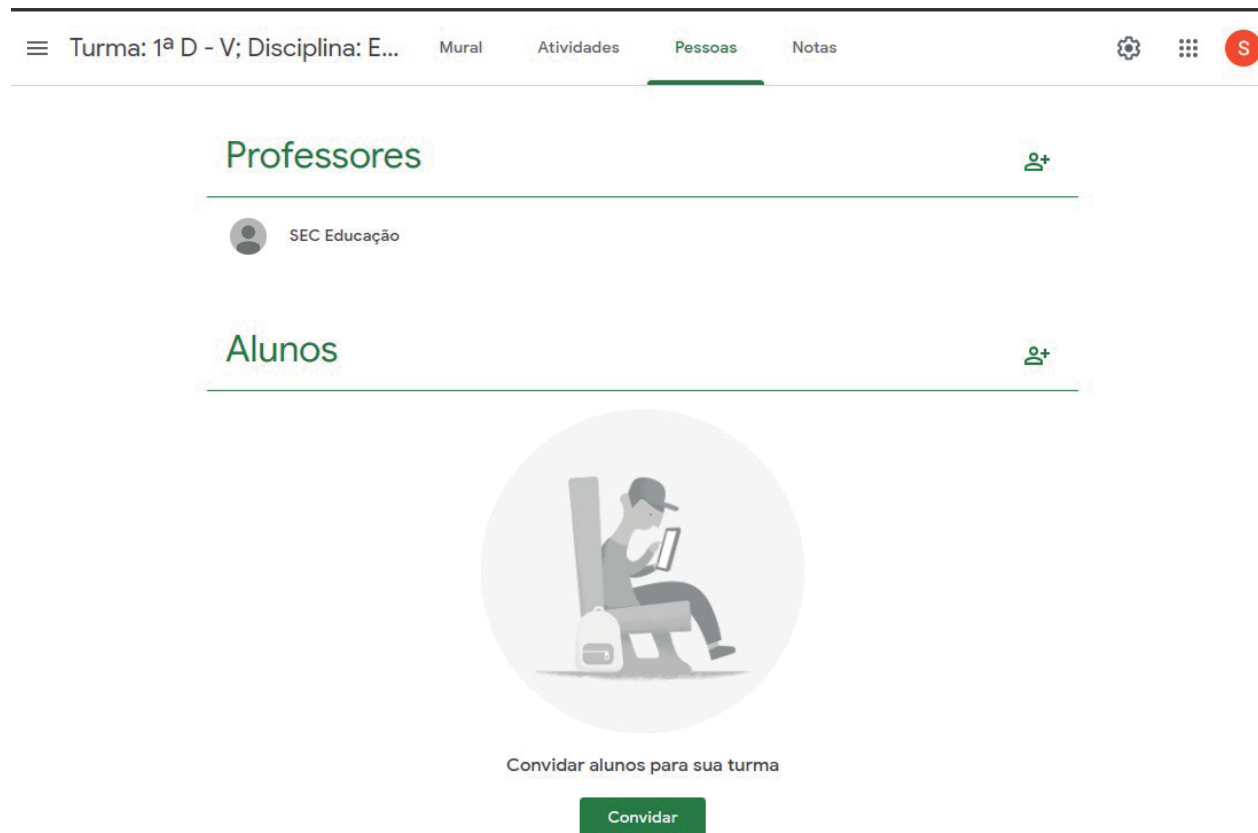 Turma: 1ª D - V; Disciplina: E... Mural Atividades Pessoas Notas S
Professores
SEC Educação
Alunos
Convidar alunos para sua turma
Convidar